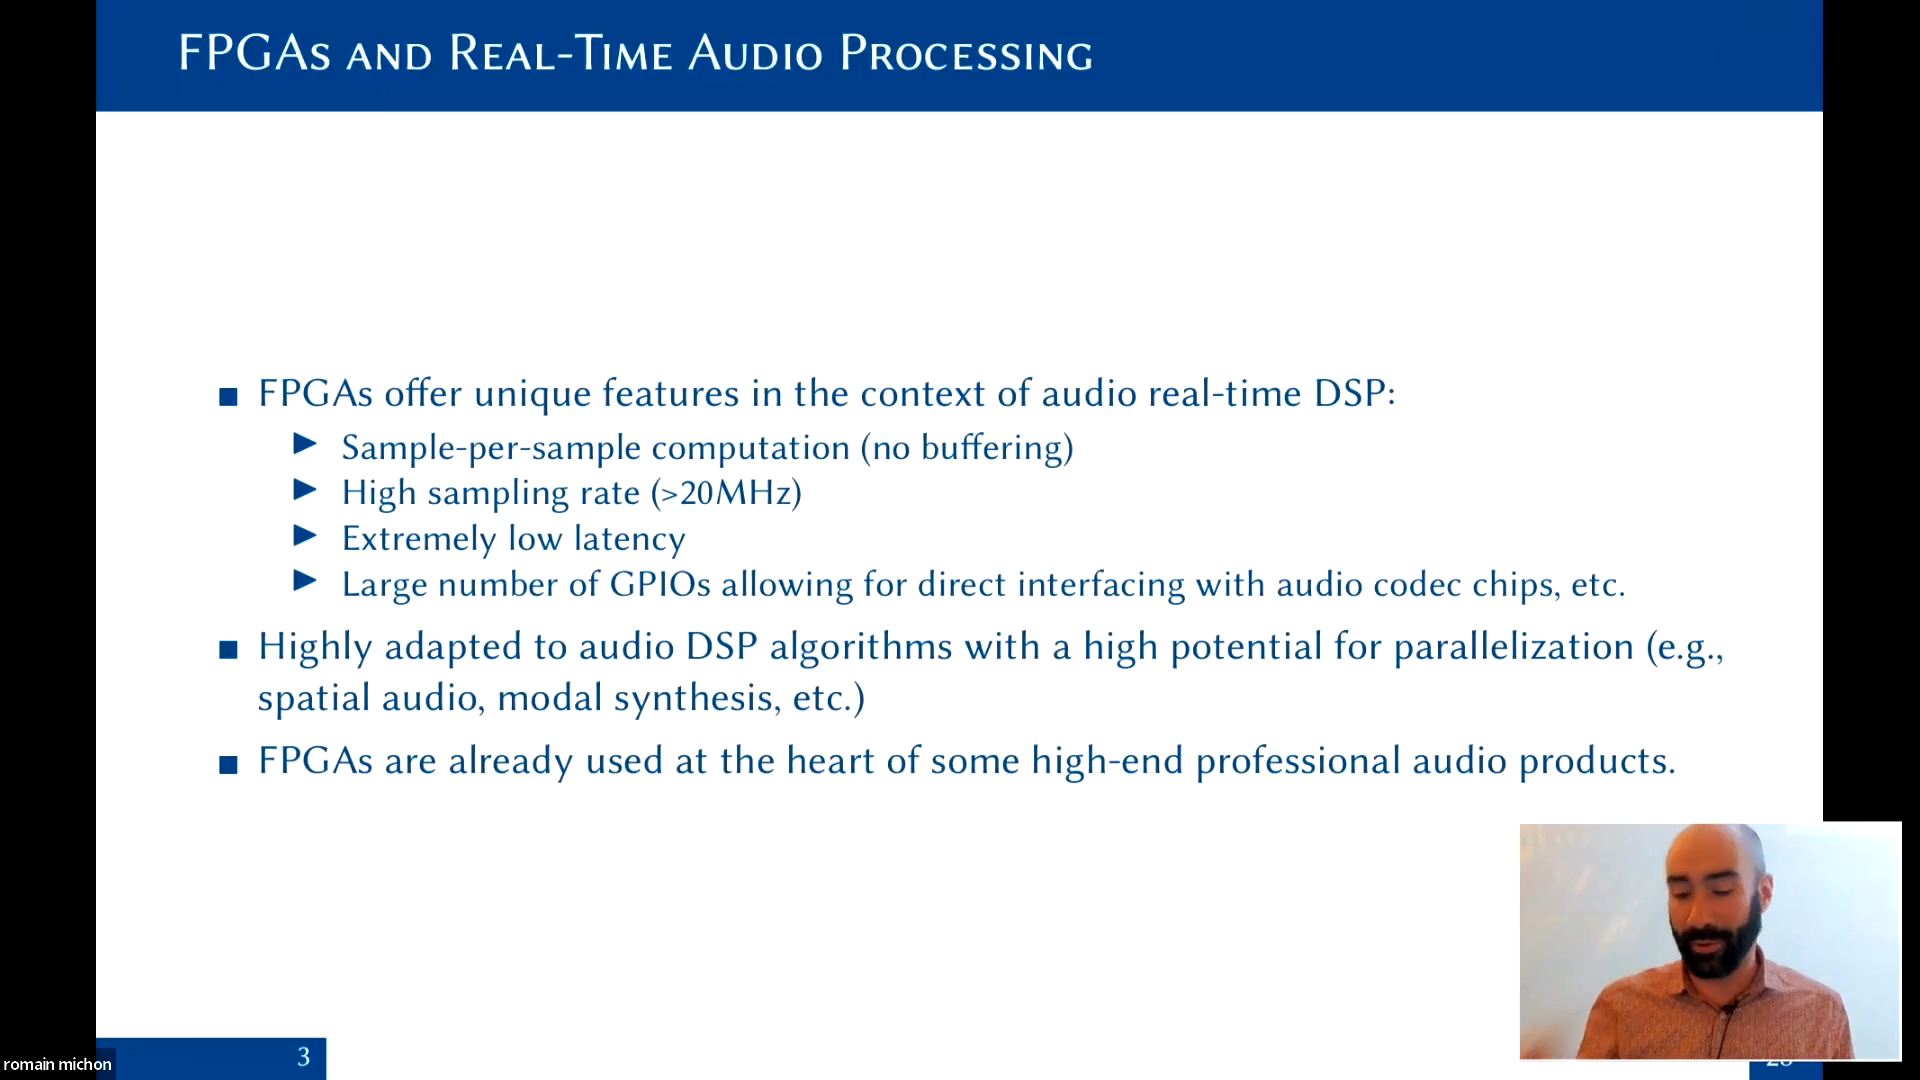 FPGAs and Real-Time Audio Processing
■ FPGAs offer unique features in the context of audio real-time DSP:
▶ Sample-per-sample computation (no buffering)
▶ High sampling rate (>20MHz)
▶ Extremely low latency
▶ Large number of GPIOs allowing for direct interfacing with audio codec chips, etc.
■ Highly adapted to audio DSP algorithms with a high potential for parallelization (e.g.,
spatial audio, modal synthesis, etc.)
■ FPGAs are already used at the heart of some high-end professional audio products.
3
romain michon